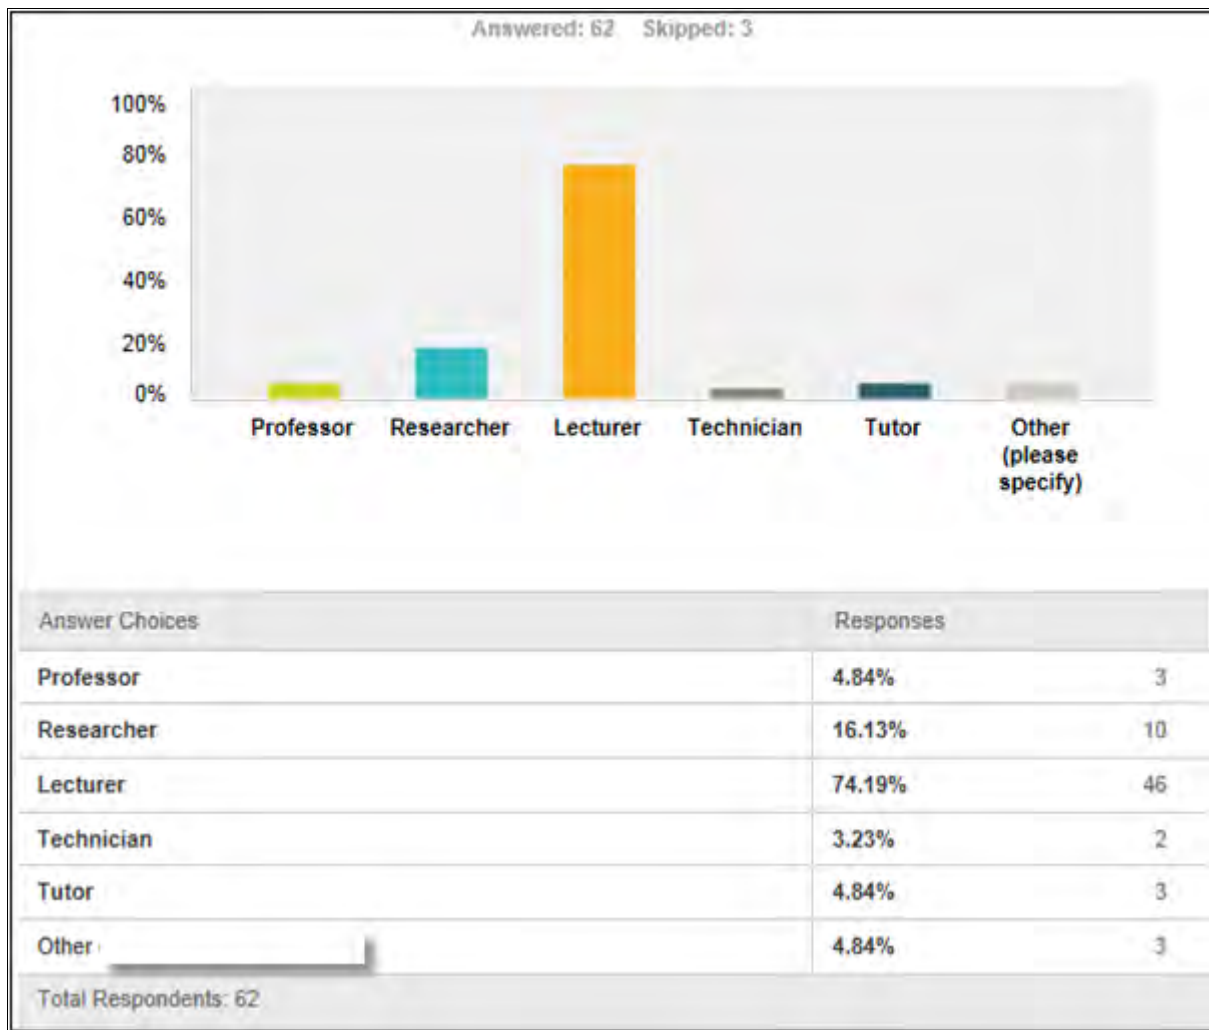 Answered: 62 Skipped: 3
100%
80%
60%
40%
20%
0%
Professor Researcher Lecturer Technician Tutor Other
(please
specify)
Answer Choices Responses
Professor 4.84% 3
Researcher 16.13% 10
Lecturer 74.19% 46
Technician 3.23% 2
Tutor 4.84% 3
Other 4.84% 3
Total Respondents: 62